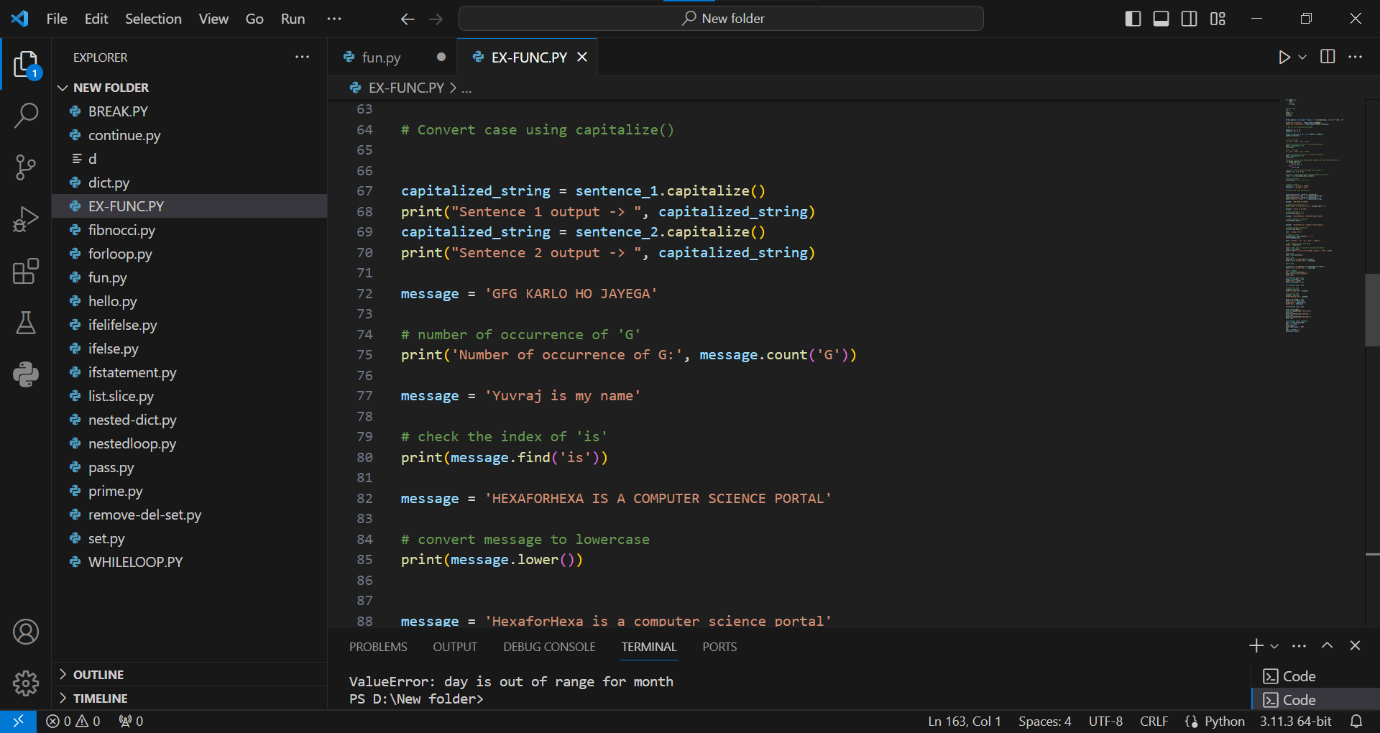 File Edit Selection View Go Run ··· New folder
EXPLORER ···
NEW FOLDER
BREAK.PY
continue.py
d
dict.py
EX-FUNC.PY
fibnocci.py
forloop.py
fun.py
hello.py
ifelifelse.py
ifelse.py
ifstatement.py
list.slice.py
nested-dict.py
nestedloop.py
pass.py
prime.py
remove-del-set.py
set.py
WHILELOOP.PY
OUTLINE
TIMELINE
1
fun.py EX-FUNC.PY
EX-FUNC.PY > ...
63
64 # Convert case using capitalize()
65
66
67 capitalized_string = sentence_1.capitalize()
68 print("Sentence 1 output -> ", capitalized_string)
69 capitalized_string = sentence_2.capitalize()
70 print("Sentence 2 output -> ", capitalized_string)
71
72 message = 'GFG KARLO HO JAYEGA'
73
74 # number of occurrence of 'G'
75 print('Number of occurrence of G:', message.count('G'))
76
77 message = 'Yuvraj is my name'
78
79 # check the index of 'is'
80 print(message.find('is'))
81
82 message = 'HEXAFORHEXA IS A COMPUTER SCIENCE PORTAL'
83
84 # convert message to lowercase
85 print(message.lower())
86
87
88 message = 'HexaforHexa is a computer science portal'
PROBLEMS OUTPUT DEBUG CONSOLE TERMINAL PORTS
ValueError: day is out of range for month
PS D:\New folder>
Code
Code
0 0 0 Ln 163, Col 1 Spaces: 4 UTF-8 CRLF Python 3.11.3 64-bit